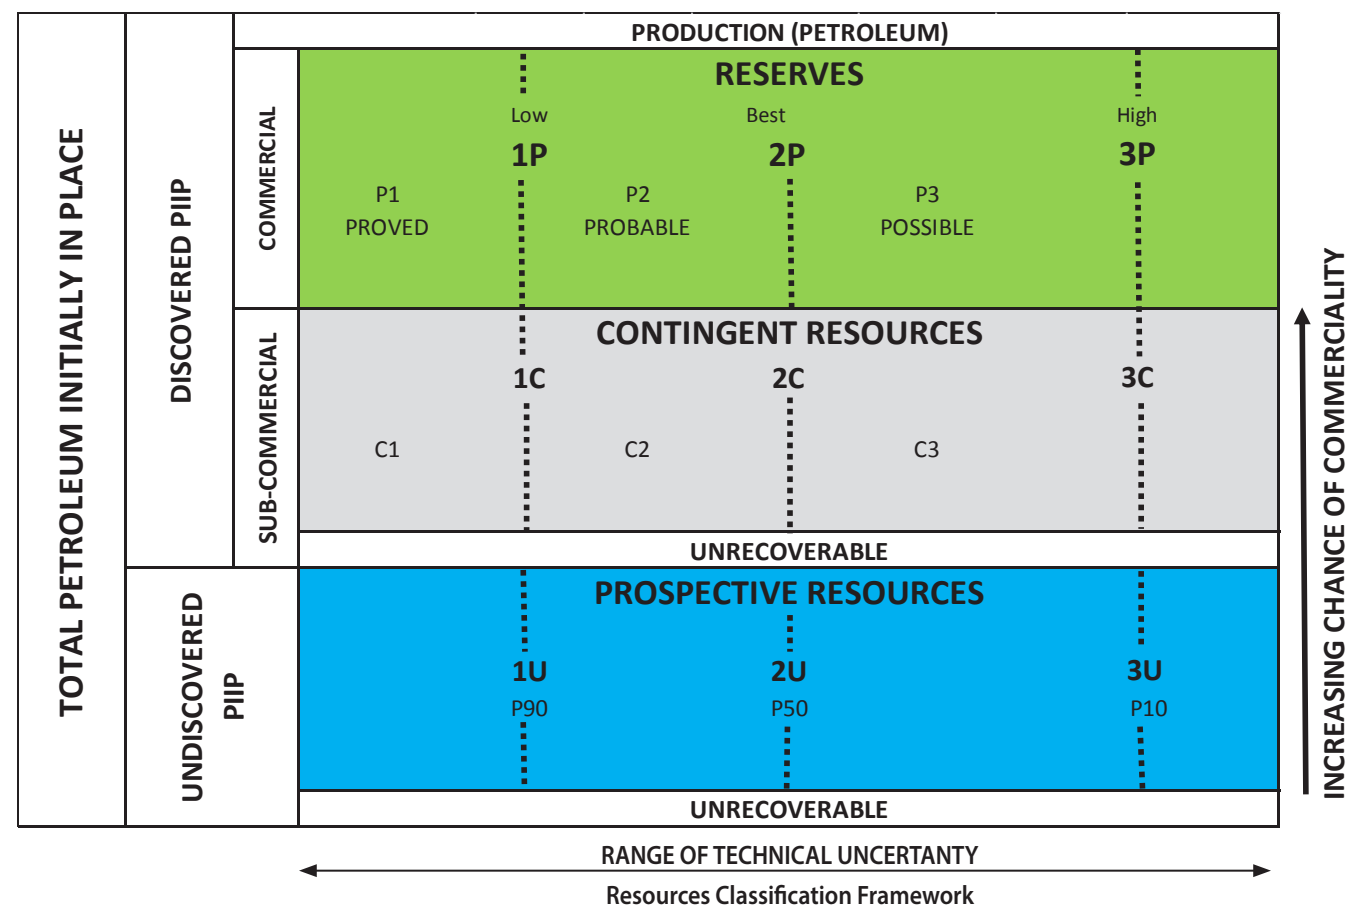 TOTAL PETROLEUM INITIALLY IN PLACE
DISCOVERED PIIP
UNDISCOVERED
PIIP
COMMERCIAL
SUB-COMMERCIAL
PRODUCTION (PETROLEUM)
RESERVES
Low Best High
1P 2P 3P
P1 P2 P3
PROVED PROBABLE POSSIBLE
CONTINGENT RESOURCES
1C 2C 3C
C1 C2 C3
UNRECOVERABLE
PROSPECTIVE RESOURCES
1U 2U 3U
P90 P50 P10
UNRECOVERABLE
INCREASING CHANCE OF COMMERCIALITY
RANGE OF TECHNICAL UNCERTANTY
Resources Classification Framework